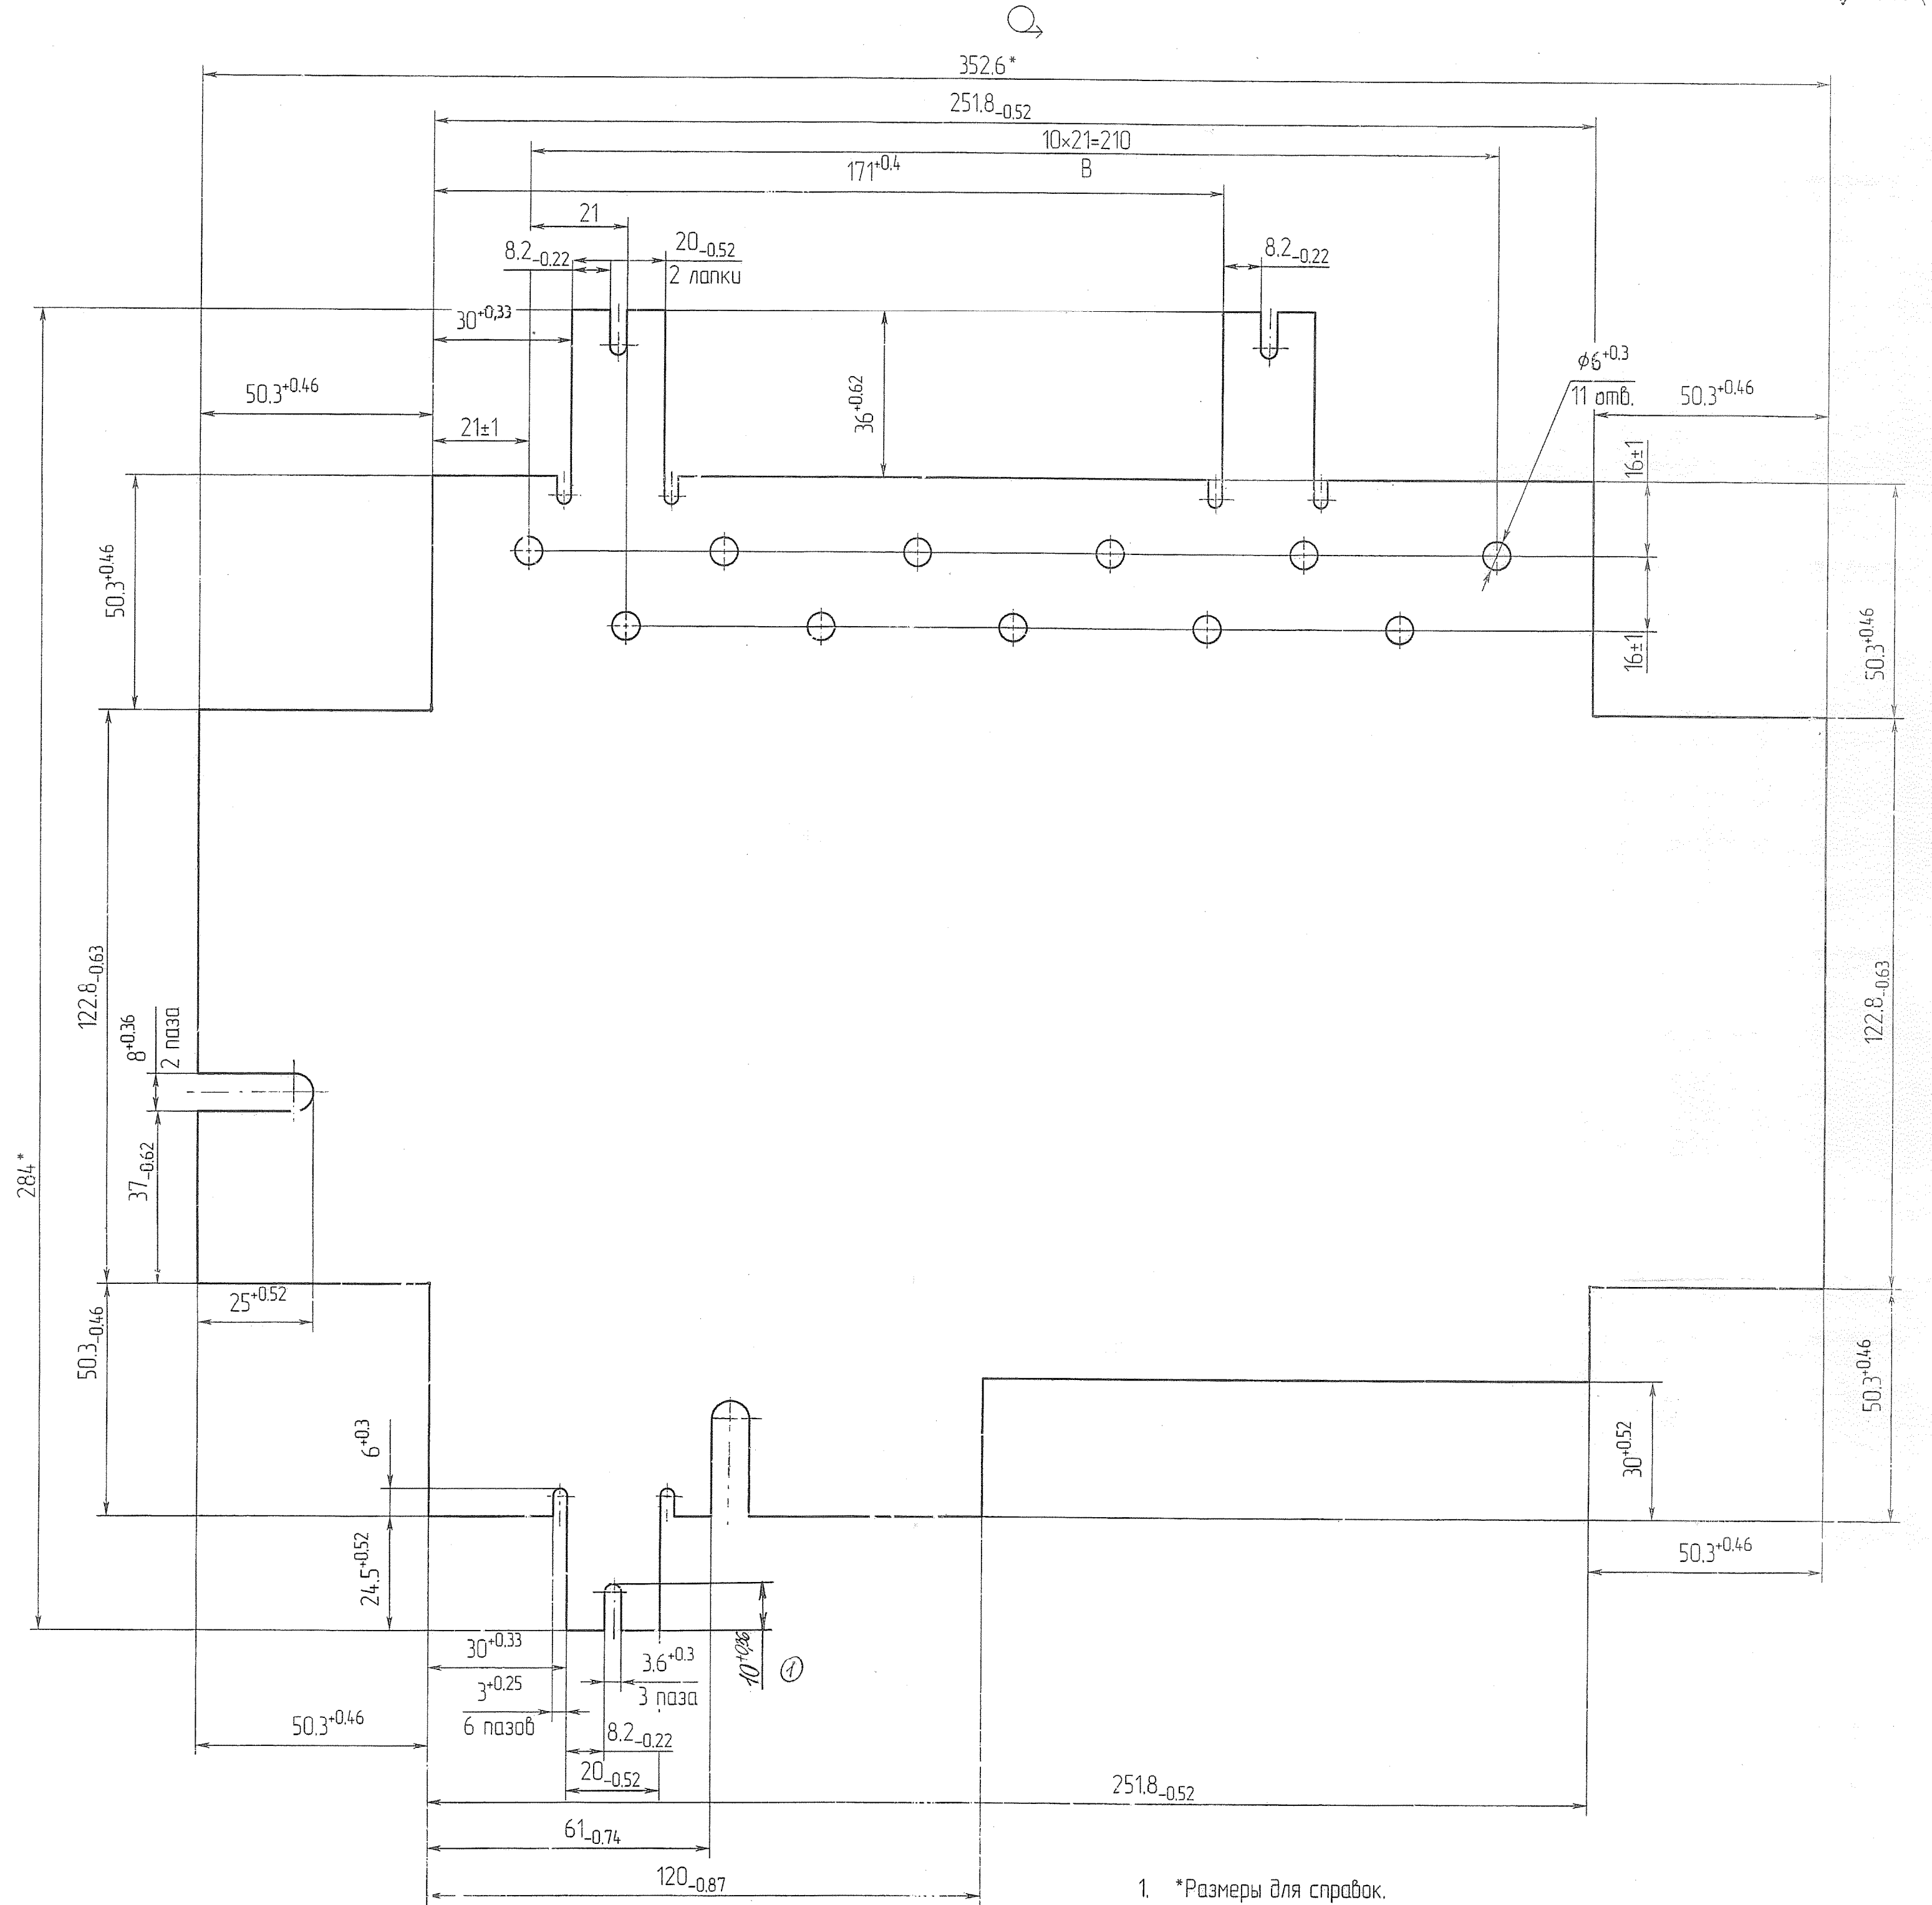 352.6*
251.8-0.52
10×21=210
171+0.4 В
21
8.2-0.22 20-0.52 8.2-0.22
2 лапки
30+0,33
50.3+0.46 36+0.62 ϕ6+0.3
11 отв. 50.3+0.46
21±1
16±1
50.3+0.46
16±1 50.3+0.46
122.8-0.63 122.8-0.63
8+0.36
2 паза
37-0.62
284*
25+0.52
50.3-0.46 50.3+0.46
6+0.3 30+0.52
24.5+0.52
50.3+0.46
30+0.33 3.6+0.3
3 паза 10+0,36 1
3+0.25
6 пазов
50.3+0.46 8.2-0.22
20-0.52
251.8-0.52
61-0.74
120-0.87
1. *Размеры для справок.